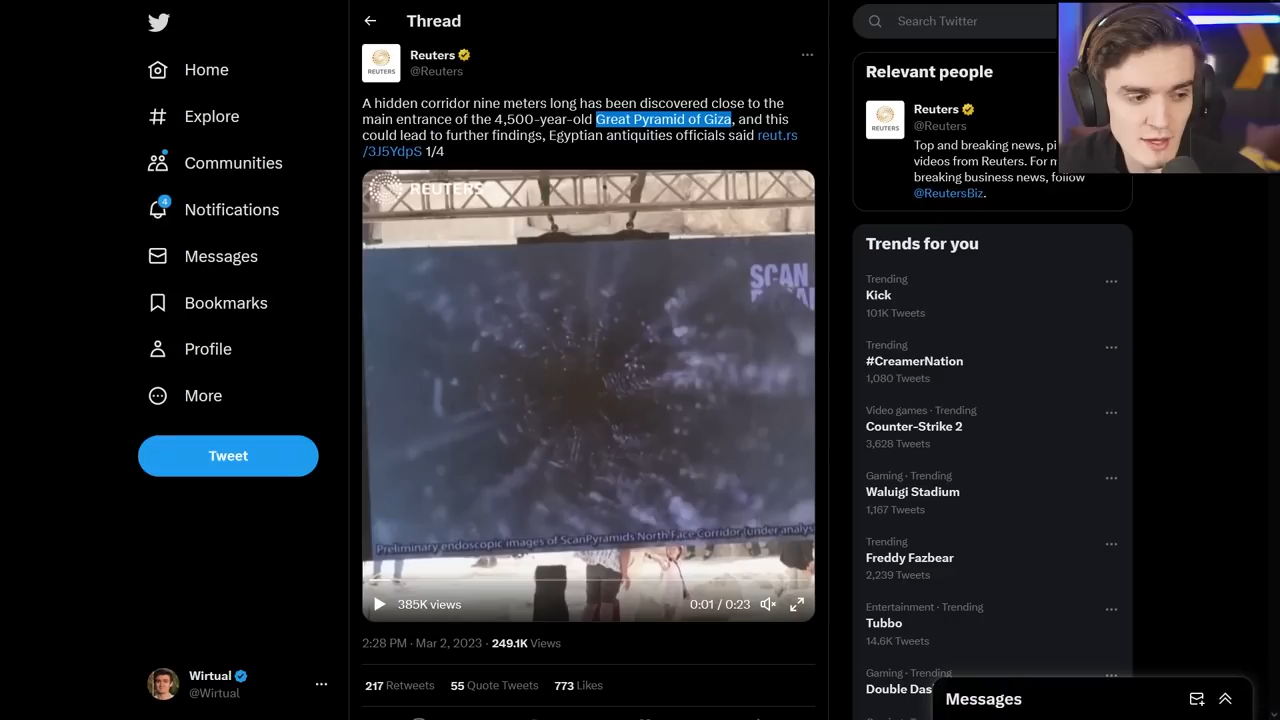 Home
Explore
Communities
4
Notifications
Messages
Bookmarks
Profile
More
Tweet
Wirtual
@Wirtual
Thread
REUTERS
Reuters
@Reuters
A hidden corridor nine meters long has been discovered close to the
main entrance of the 4,500-year-old Great Pyramid of Giza, and this
could lead to further findings, Egyptian antiquities officials said reut.rs
/3J5YdpS 1/4
REUTERS
SCAN
Preliminary endoscopic images of ScanPyramids North Face Corridor (under analys
385K views
0:01 / 0:23
2:28 PM · Mar 2, 2023 · 249.1K Views
217 Retweets 55 Quote Tweets 773 Likes
Search Twitter
Relevant people
REUTERS
Reuters
@Reuters
Top and breaking news, pi
videos from Reuters. For m
breaking business news, follow
@ReutersBiz.
Trends for you
Trending
Kick
101K Tweets
Trending
#CreamerNation
1,080 Tweets
Video games · Trending
Counter-Strike 2
3,628 Tweets
Gaming · Trending
Waluigi Stadium
1,167 Tweets
Trending
Freddy Fazbear
2,239 Tweets
Entertainment · Trending
Tubbo
14.6K Tweets
Gaming · Trending
Double Das
Messages